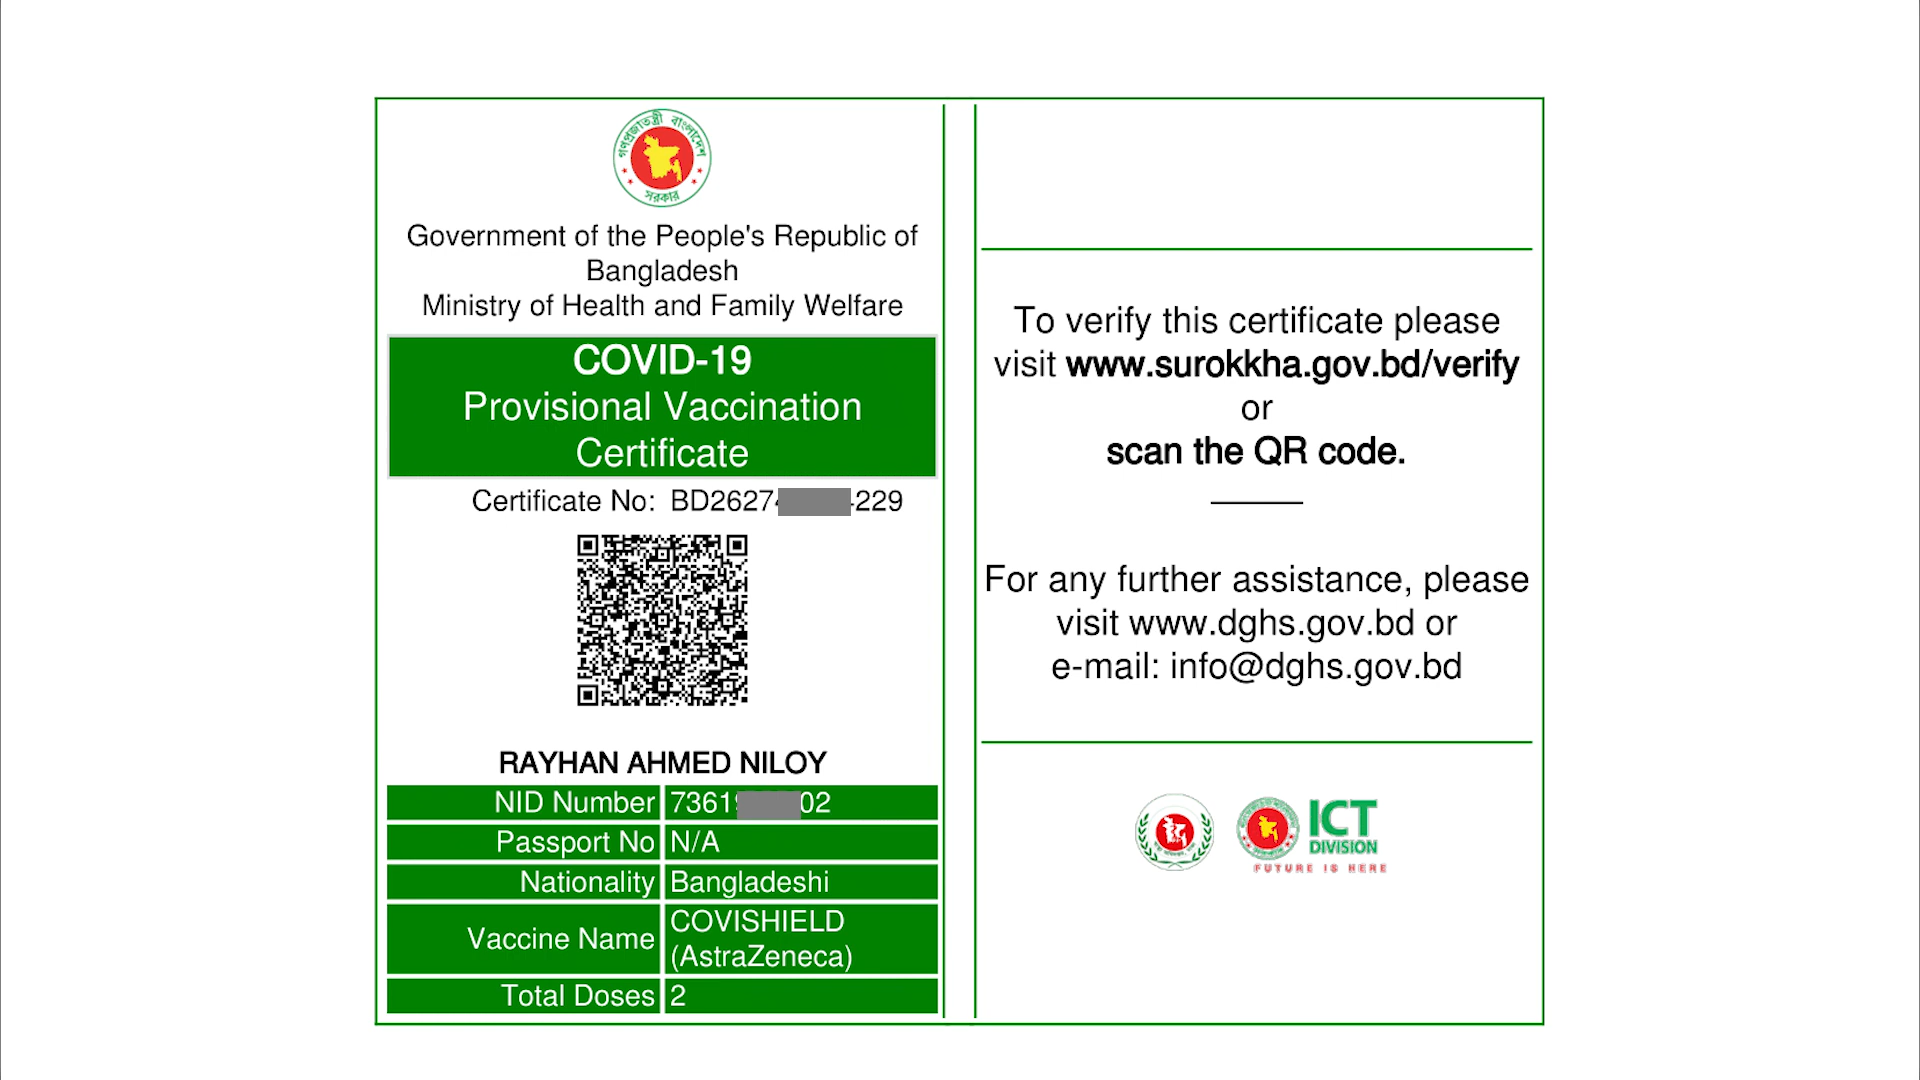 গণপ্রজাতন্ত্রী বাংলাদেশ
সরকার
Government of the People's Republic of
Bangladesh
Ministry of Health and Family Welfare
COVID-19
Provisional Vaccination
Certificate
Certificate No: BD2627 229
RAYHAN AHMED NILOY
NID Number 7361 02
Passport No N/A
Nationality Bangladeshi
Vaccine Name COVISHIELD
(AstraZeneca)
Total Doses 2
To verify this certificate please
visit www.surokkha.gov.bd/verify
or
scan the QR code.
For any further assistance, please
visit www.dghs.gov.bd or
e-mail: info@dghs.gov.bd
ICT
DIVISION
FUTURE IS HERE